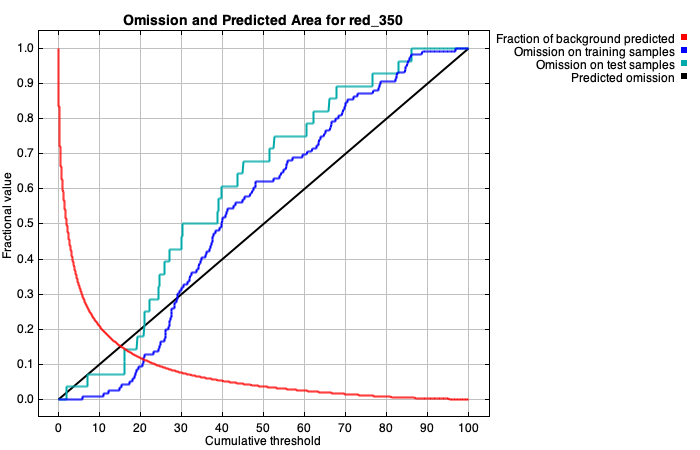 Omission and Predicted Area for red_350
Fraction of background predicted
Omission on training samples
Omission on test samples
Predicted omission
Fractional value
1.0
0.9
0.8
0.7
0.6
0.5
0.4
0.3
0.2
0.1
0.0
0 10 20 30 40 50 60 70 80 90 100
Cumulative threshold